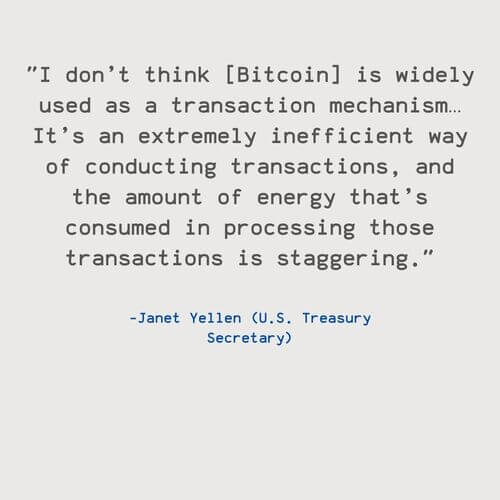 "I don't think [Bitcoin] is widely
used as a transaction mechanism…
It's an extremely inefficient way
of conducting transactions, and
the amount of energy that's
consumed in processing those
transactions is staggering."
-Janet Yellen (U.S. Treasury
Secretary)